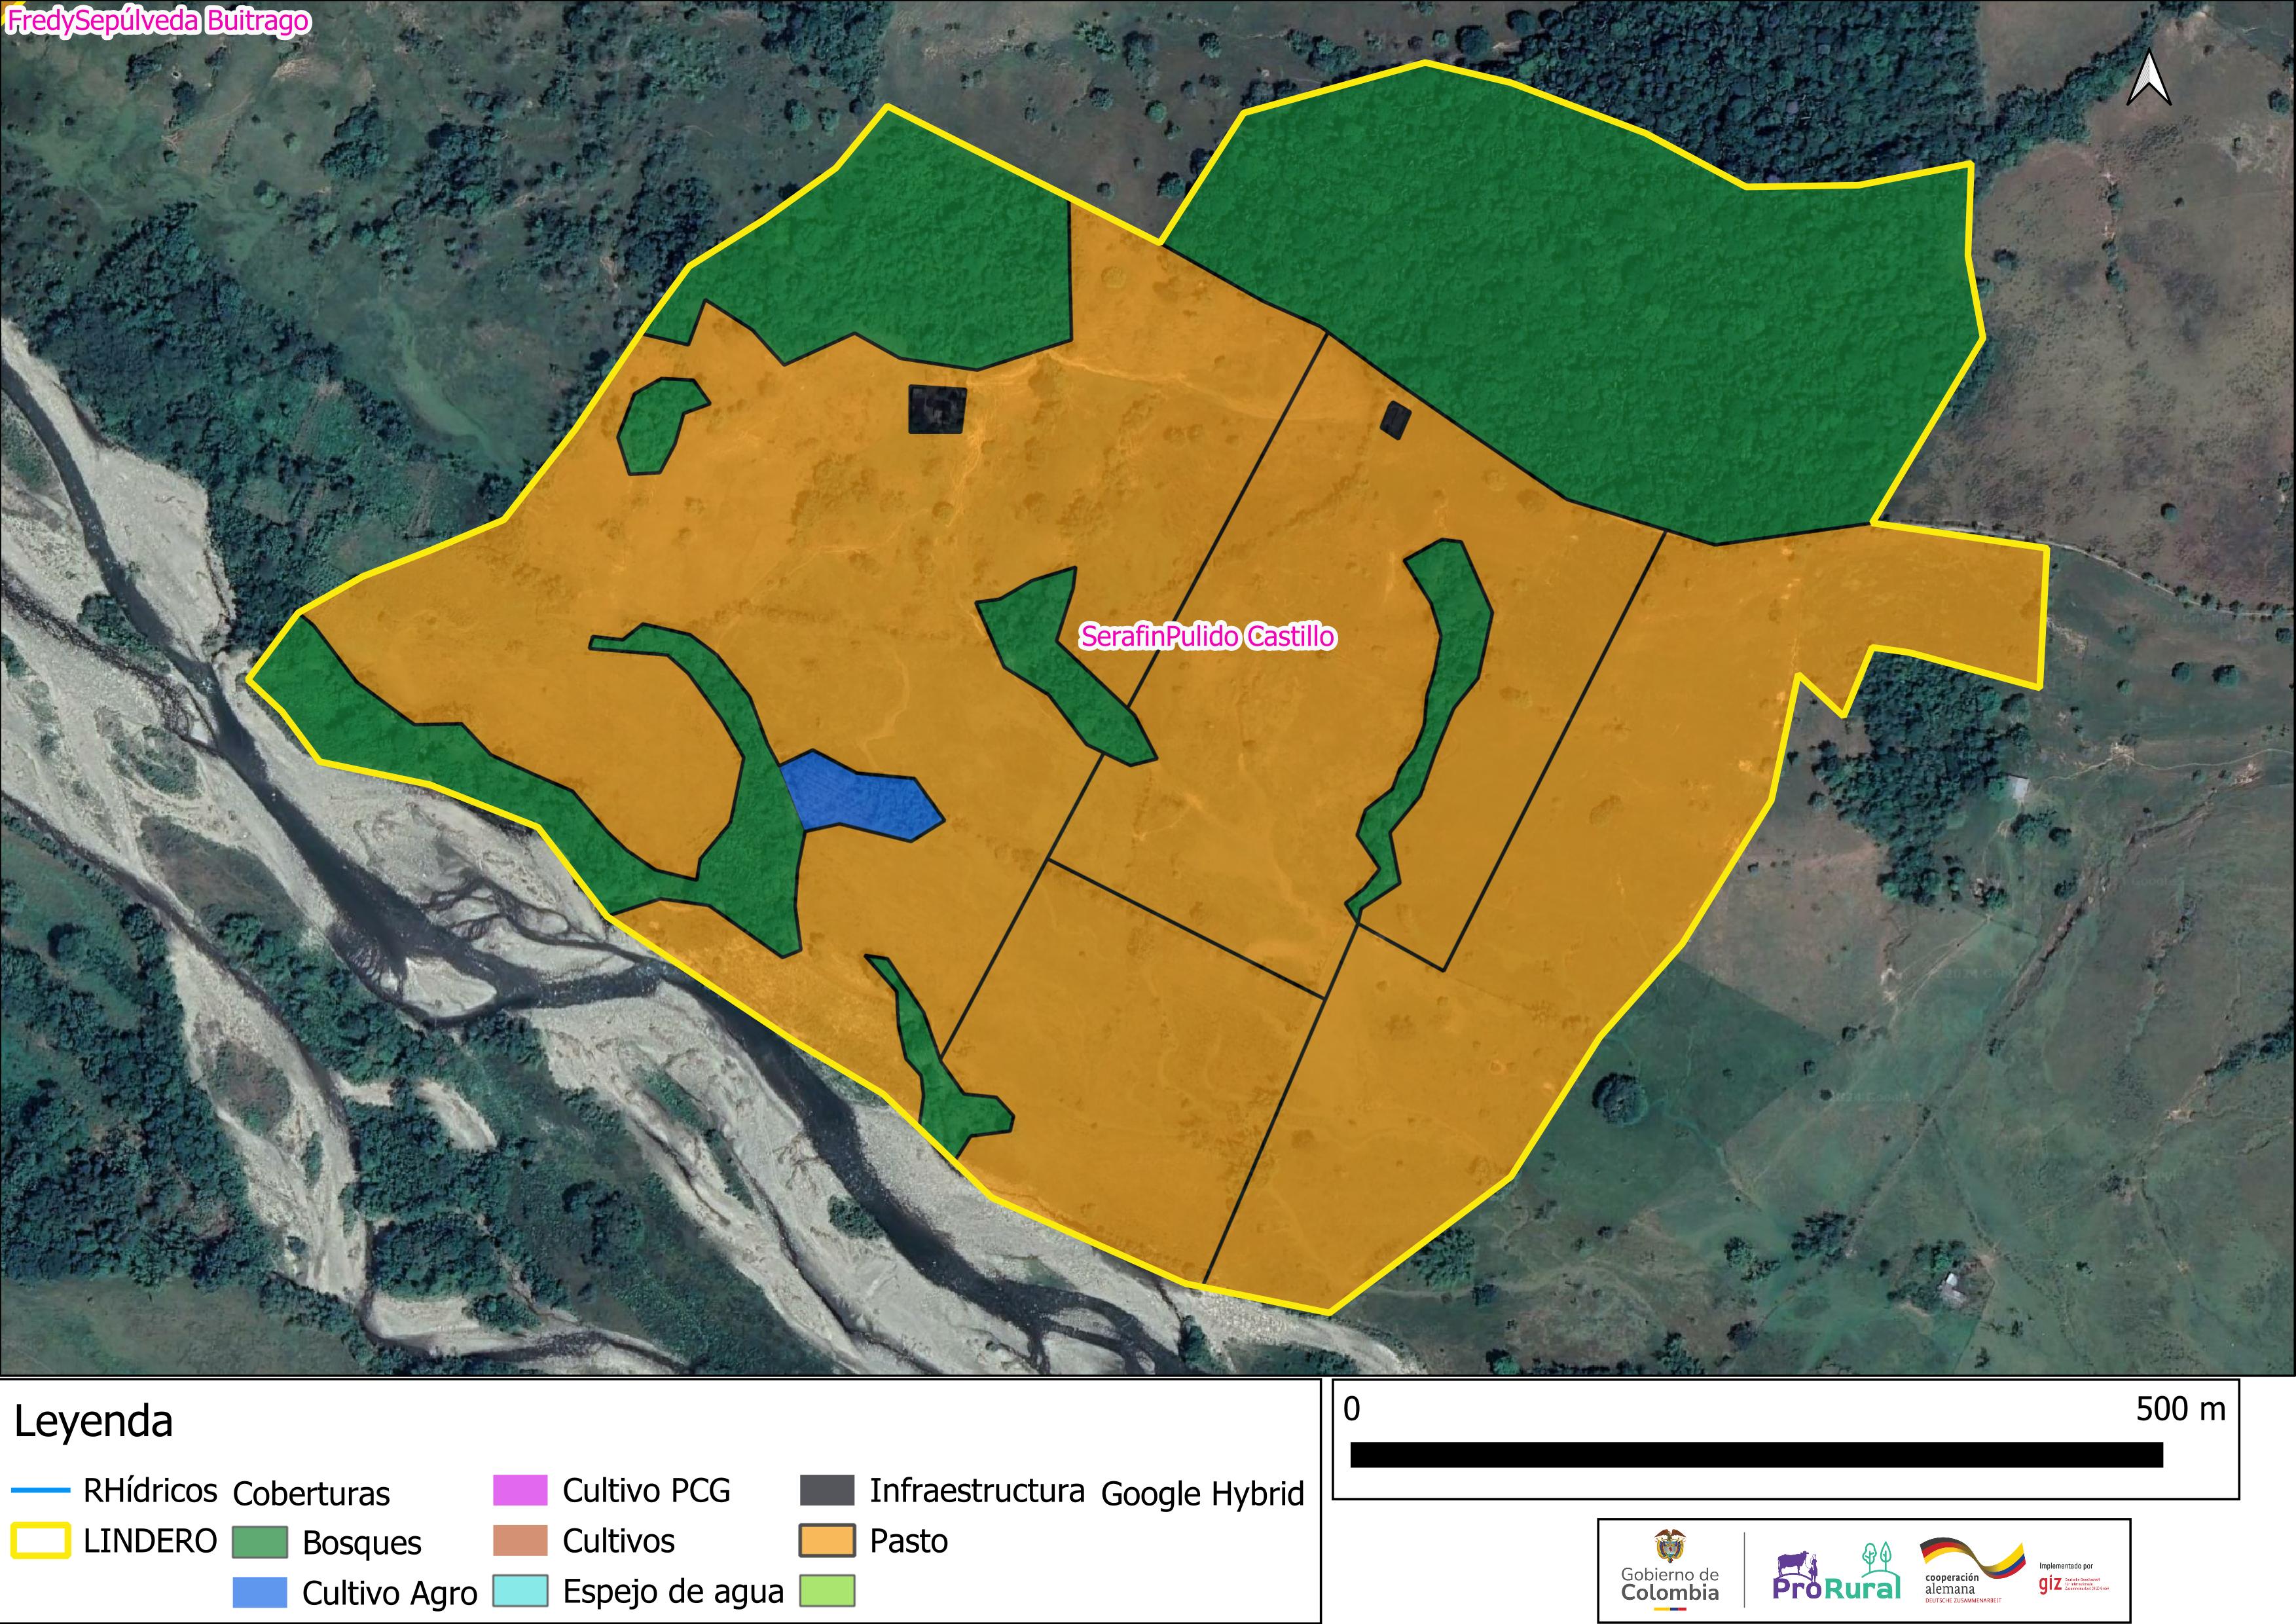 FredySepúlveda Buitrago
SerafinPulido Castillo
Leyenda
RHídricos
LINDERO
Coberturas
Bosques
Cultivo Agro
Cultivo PCG
Cultivos
Espejo de agua
Infraestructura
Pasto
Google Hybrid
0 500 m
Gobierno de
Colombia
ProRural
cooperación
alemana
DEUTSCHE ZUSAMMENARBEIT
Implementado por
giz